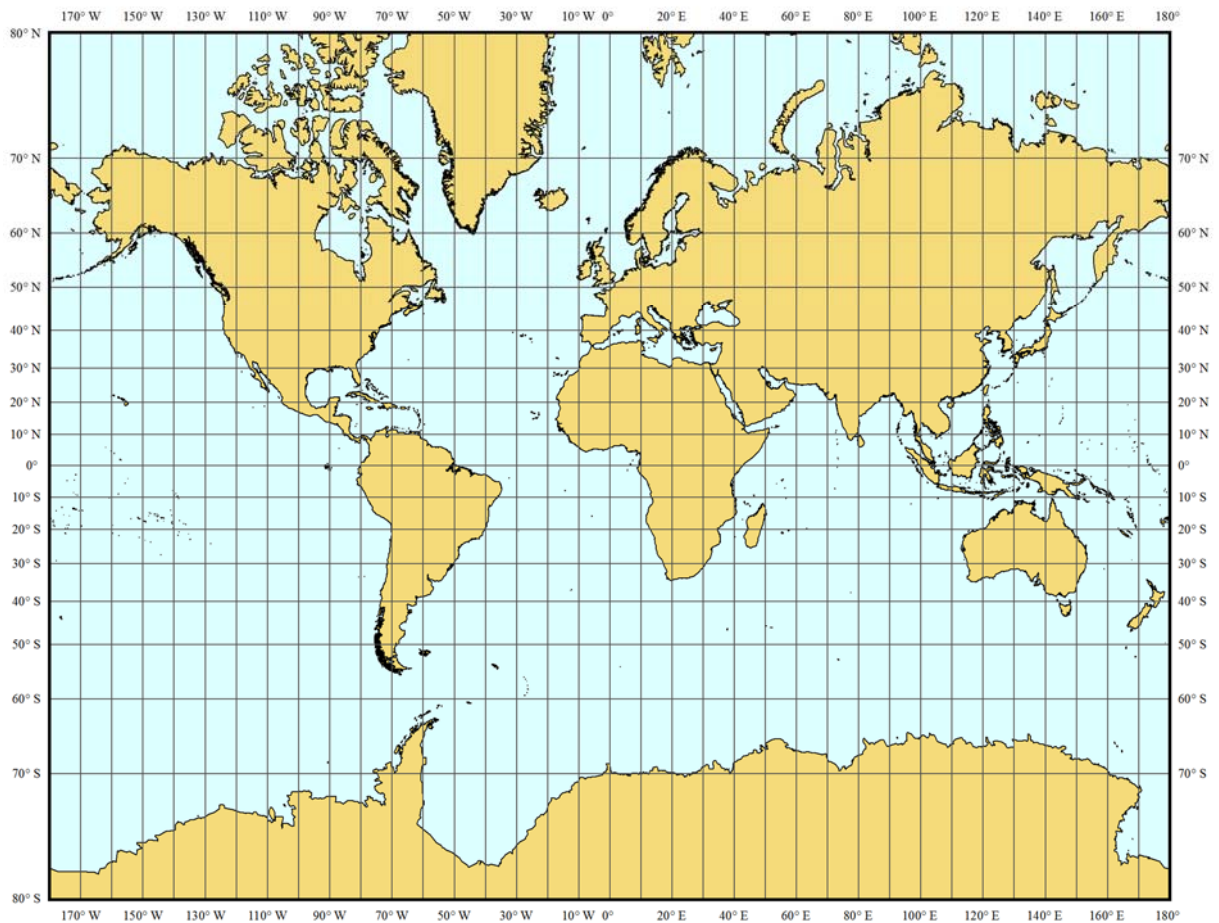 170° W 150° W 130° W 110° W 90° W 70° W 50° W 30° W 10° W 0° 20° E 40° E 60° E 80° E 100° E 120° E 140° E 160° E 180°
80° N
70° N 70° N
60° N 60° N
50° N 50° N
40° N 40° N
30° N 30° N
20° N 20° N
10° N 10° N
0° 0°
10° S 10° S
20° S 20° S
30° S 30° S
40° S 40° S
50° S 50° S
60° S 60° S
70° S 70° S
80° S
170° W 150° W 130° W 110° W 90° W 70° W 50° W 30° W 10° W 0° 20° E 40° E 60° E 80° E 100° E 120° E 140° E 160° E 180°